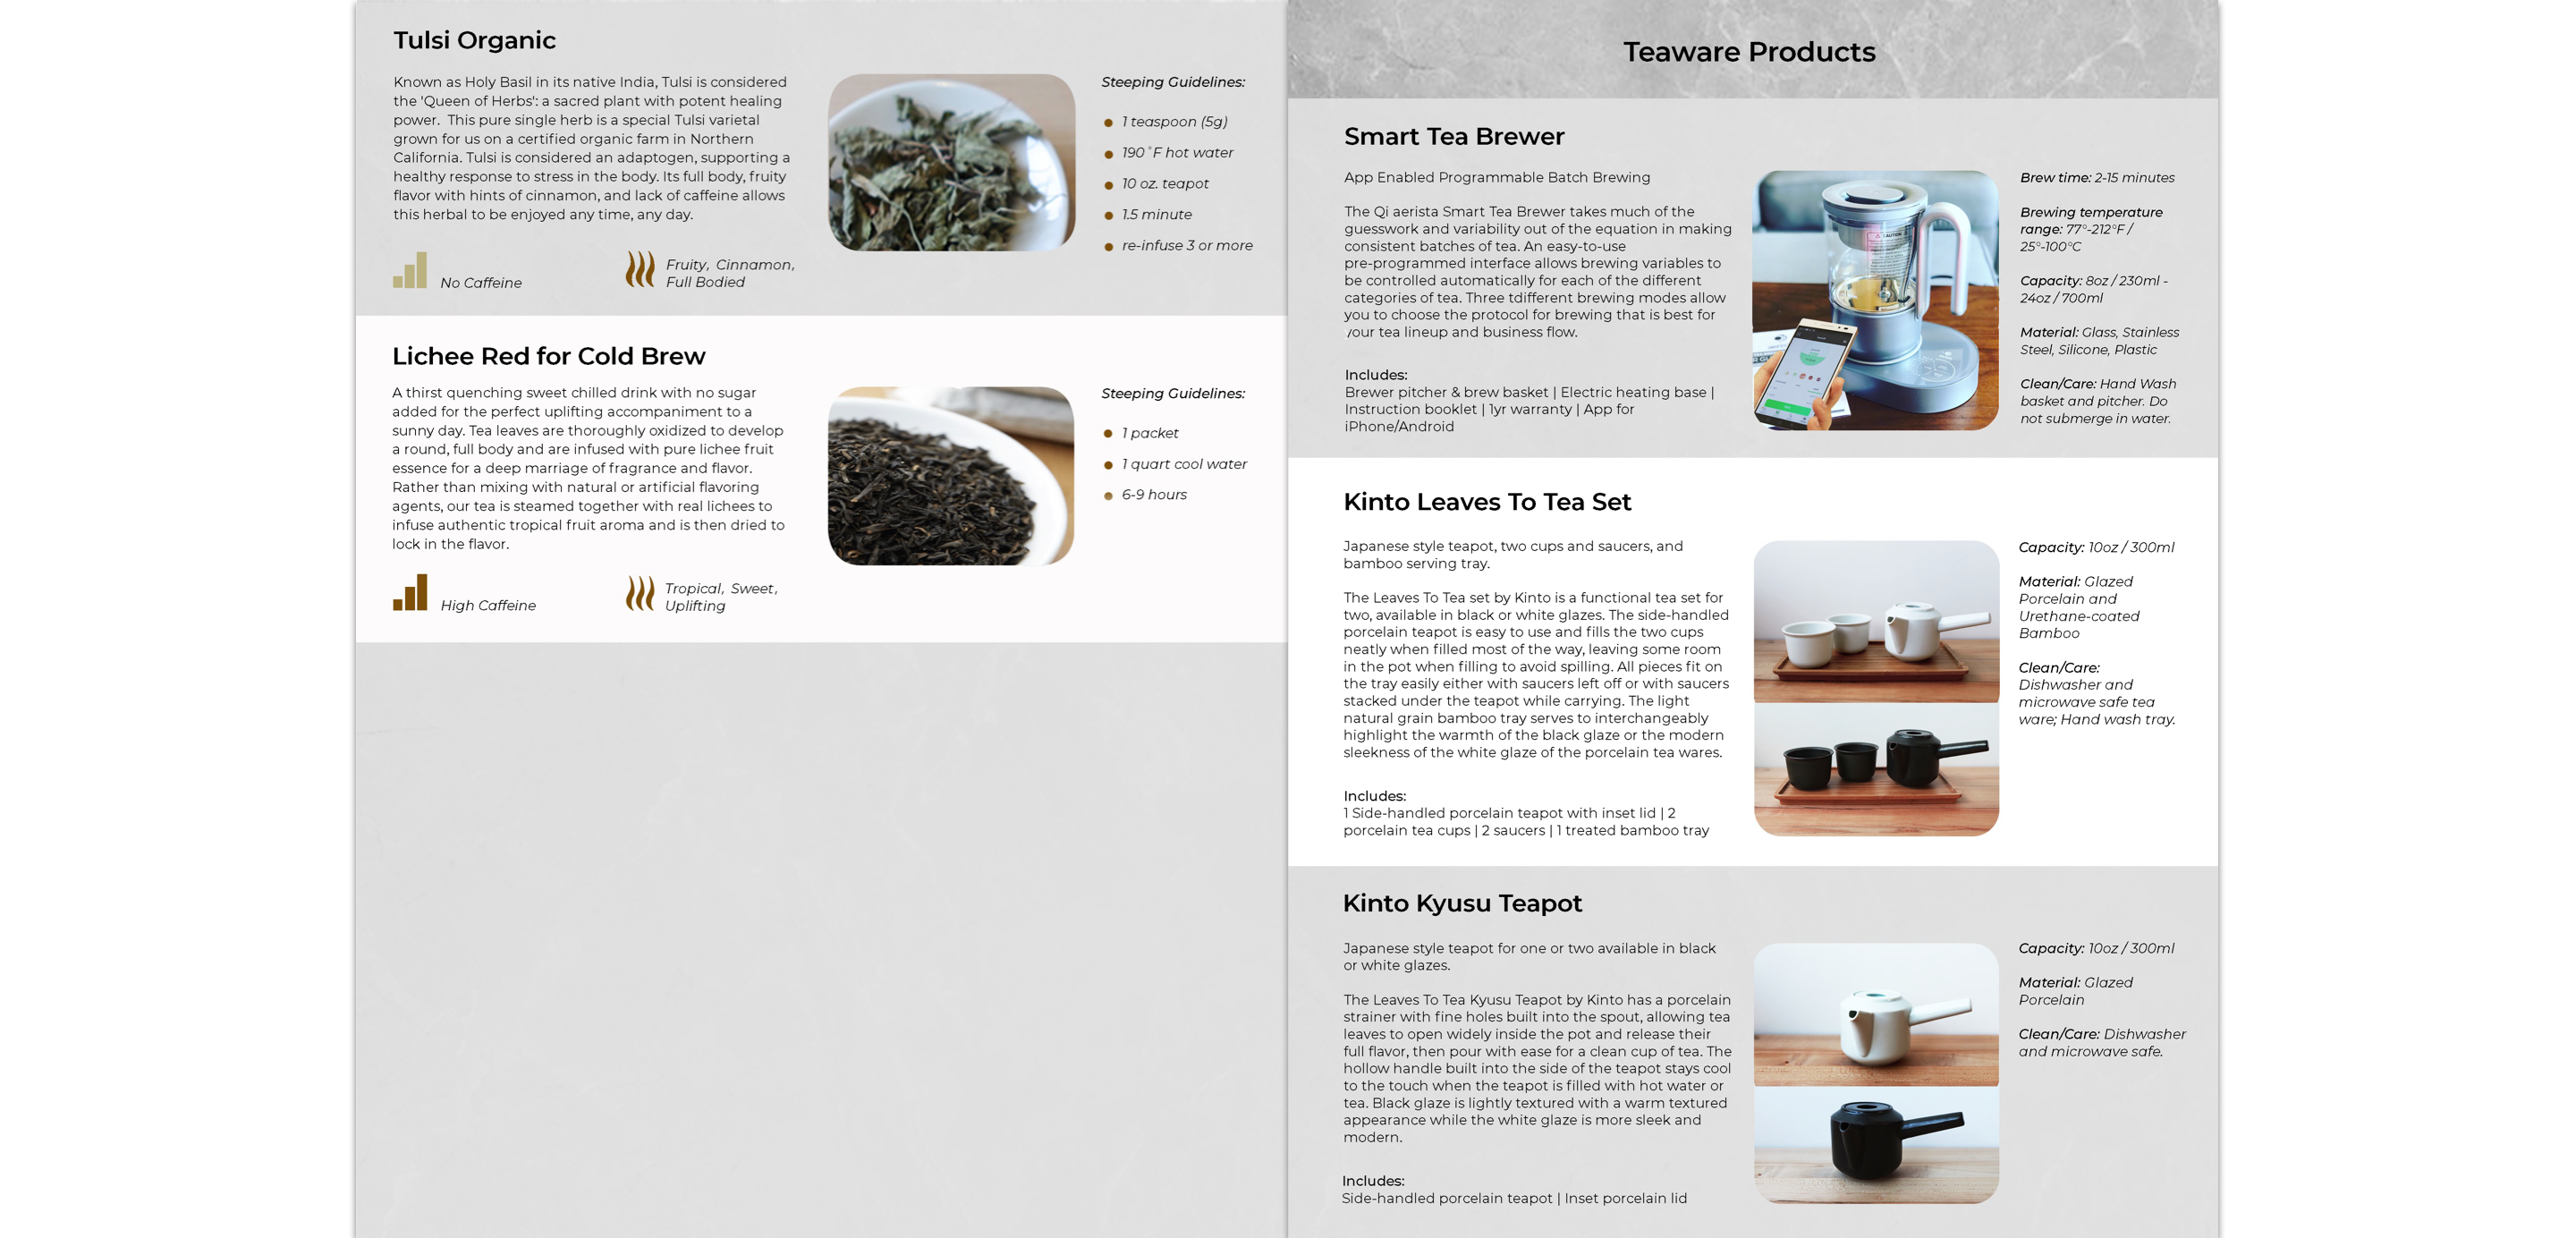 Tulsi Organic
Known as Holy Basil in its native India, Tulsi is considered
the 'Queen of Herbs': a sacred plant with potent healing
power.  This pure single herb is a special Tulsi varietal
grown for us on a certified organic farm in Northern
California. Tulsi is considered an adaptogen, supporting a
healthy response to stress in the body. Its full body, fruity
flavor with hints of cinnamon, and lack of caffeine allows
this herbal to be enjoyed any time, any day.
No Caffeine
Fruity, Cinnamon,
Full Bodied
Steeping Guidelines:
1 teaspoon (5g)
190˚F hot water
10 oz. teapot
1.5 minute
re-infuse 3 or more
Lichee Red for Cold Brew
A thirst quenching sweet chilled drink with no sugar
added for the perfect uplifting accompaniment to a
sunny day. Tea leaves are thoroughly oxidized to develop
a round, full body and are infused with pure lichee fruit
essence for a deep marriage of fragrance and flavor.
Rather than mixing with natural or artificial flavoring
agents, our tea is steamed together with real lichees to
infuse authentic tropical fruit aroma and is then dried to
lock in the flavor.
High Caffeine
Tropical, Sweet,
Uplifting
Steeping Guidelines:
1 packet
1 quart cool water
6-9 hours
Teaware Products
Smart Tea Brewer
App Enabled Programmable Batch Brewing
The Qi aerista Smart Tea Brewer takes much of the
guesswork and variability out of the equation in making
consistent batches of tea. An easy-to-use
pre-programmed interface allows brewing variables to
be controlled automatically for each of the different
categories of tea. Three tdifferent brewing modes allow
you to choose the protocol for brewing that is best for
your tea lineup and business flow.
Includes:
Brewer pitcher & brew basket | Electric heating base |
Instruction booklet | 1yr warranty | App for
iPhone/Android
CAUTION
Brew time: 2-15 minutes
Brewing temperature
range: 77°-212°F /
25°-100°C
Capacity: 8oz / 230ml -
24oz / 700ml
Material: Glass, Stainless
Steel, Silicone, Plastic
Clean/Care: Hand Wash
basket and pitcher. Do
not submerge in water.
Kinto Leaves To Tea Set
Japanese style teapot, two cups and saucers, and
bamboo serving tray.
The Leaves To Tea set by Kinto is a functional tea set for
two, available in black or white glazes. The side-handled
porcelain teapot is easy to use and fills the two cups
neatly when filled most of the way, leaving some room
in the pot when filling to avoid spilling. All pieces fit on
the tray easily either with saucers left off or with saucers
stacked under the teapot while carrying. The light
natural grain bamboo tray serves to interchangeably
highlight the warmth of the black glaze or the modern
sleekness of the white glaze of the porcelain tea wares.
Includes:
1 Side-handled porcelain teapot with inset lid | 2
porcelain tea cups | 2 saucers | 1 treated bamboo tray
Capacity: 10oz / 300ml
Material: Glazed
Porcelain and
Urethane-coated
Bamboo
Clean/Care:
Dishwasher and
microwave safe tea
ware; Hand wash tray.
Kinto Kyusu Teapot
Japanese style teapot for one or two available in black
or white glazes.
The Leaves To Tea Kyusu Teapot by Kinto has a porcelain
strainer with fine holes built into the spout, allowing tea
leaves to open widely inside the pot and release their
full flavor, then pour with ease for a clean cup of tea. The
hollow handle built into the side of the teapot stays cool
to the touch when the teapot is filled with hot water or
tea. Black glaze is lightly textured with a warm textured
appearance while the white glaze is more sleek and
modern.
Includes:
Side-handled porcelain teapot | Inset porcelain lid
Capacity: 10oz / 300ml
Material: Glazed
Porcelain
Clean/Care: Dishwasher
and microwave safe.